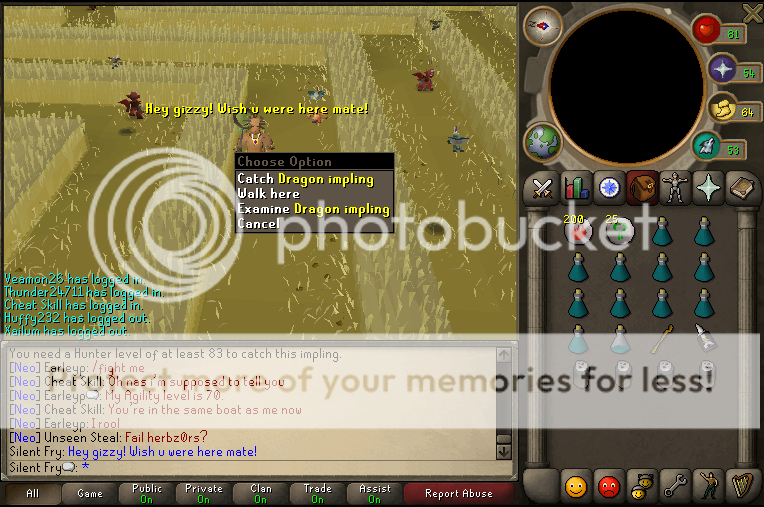 Hey gizzy! Wish u were here mate!
Choose Option
Catch Dragon impling
Walk here
Examine Dragon impling
Cancel
photobucket
Veamon26 has logged in.
Thunder24711 has logged in.
Cheat Skill has logged in.
Huffy232 has logged out.
has logged out.
You need a Hunter level of at least 83 to catch this impling.
[Neo] Earleyp: /fight me
[Neo] Cheat Skill: Oh nas i'm supposed to tell you
[Neo] Earleyp: My Agility level is 70.
[Neo] Cheat Skill: You're in the same boat as me now
[Neo] Earleyp: I rool
[Neo] Unseen Steal: Fail herbz0rs?
Silent Fry: Hey gizzy! Wish u were here mate!
Silent Fry: *
more of your memories for less!
All
Game
Public
On
Private
On
Clan
On
Trade
On
Assist
On
Report Abuse
61
54
64
53
200
25